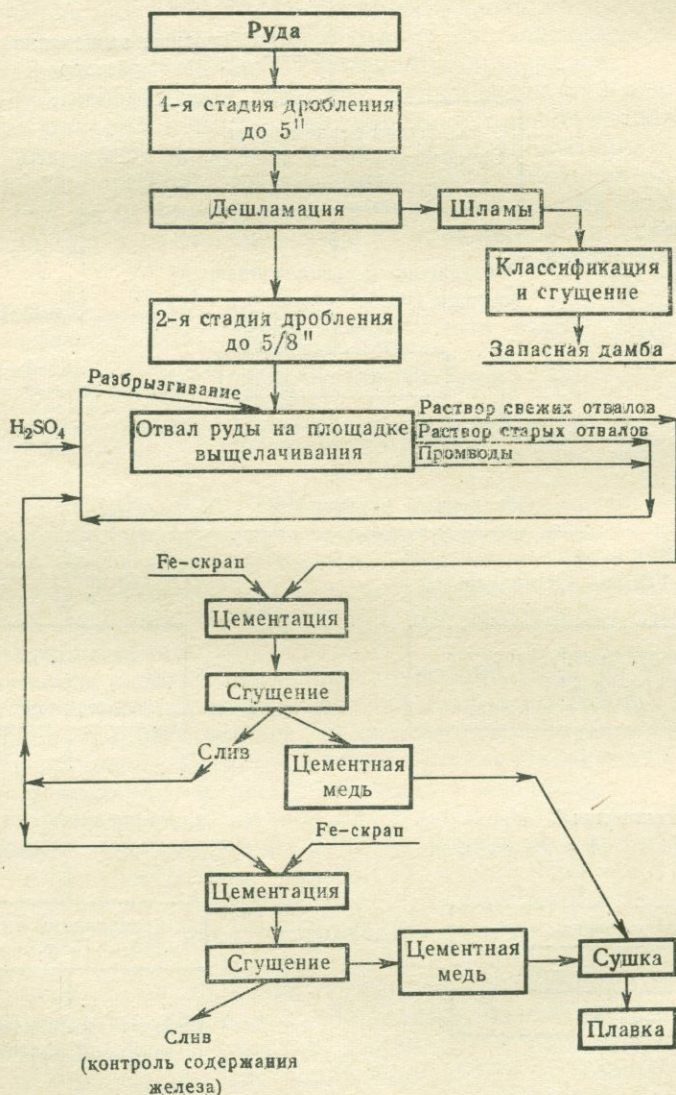 Руда
1-я стадия дробления
до 5"
Дешламация
Шламы
Классификация
и сгущение
Запасная дамба
2-я стадия дробления
до 5/8"
Разбрызгивание
H₂SO₄
Отвал руды на площадке
выщелачивания
Раствор свежих отвалов
Раствор старых отвалов
Промводы
Fe-скрап
Цементация
Сгущение
Слив
Цементная
медь
Fe-скрап
Цементация
Сгущение
Цементная
медь
Сушка
Плавка
Слив
(контроль содержания
железа)